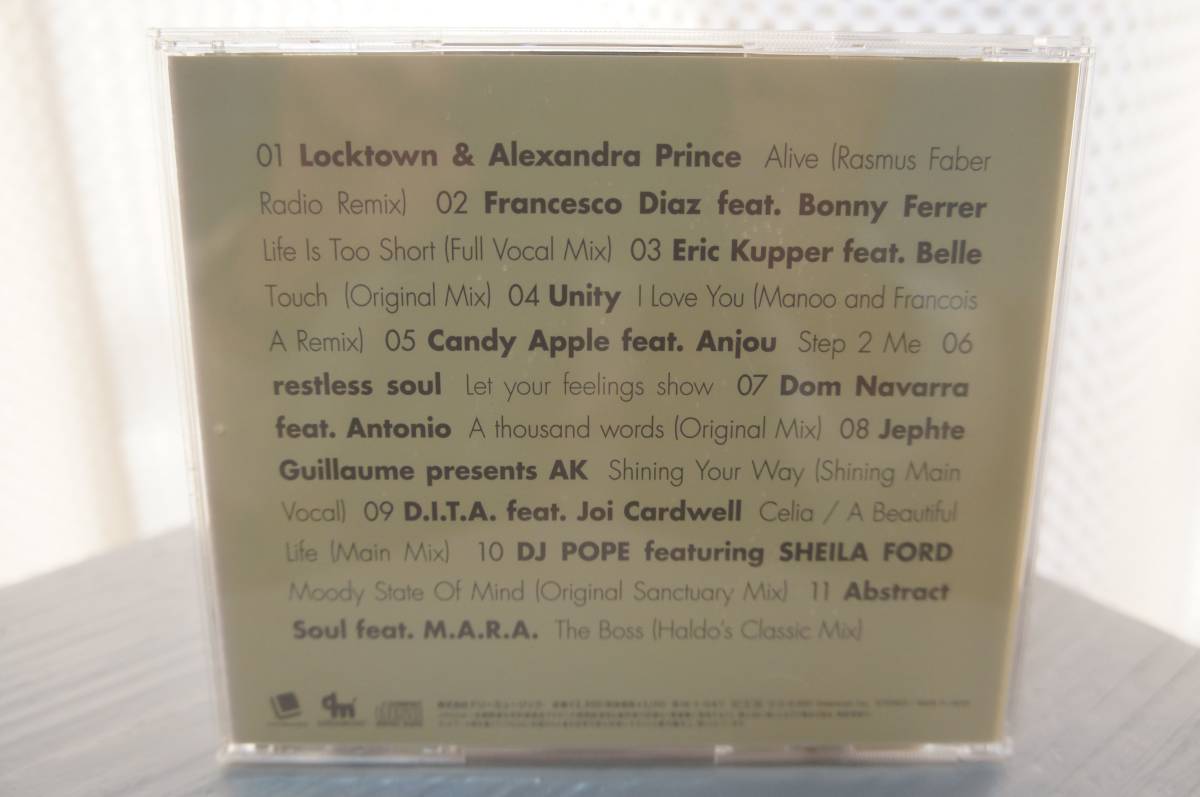 01 Locktown & Alexandra Prince Alive (Rasmus Faber
Radio Remix) 02 Francesco Diaz feat. Bonny Ferrer
Life Is Too Short (Full Vocal Mix) 03 Eric Kupper feat. Belle
Touch (Original Mix) 04 Unity I Love You (Manoo and Francois
A Remix) 05 Candy Apple feat. Anjou Step 2 Me 06
restless soul Let your feelings show 07 Dom Navarra
feat. Antonio A thousand words (Original Mix) 08 Jephte
Guillaume presents AK Shining Your Way (Shining Main
Vocal) 09 D.I.T.A. feat. Joi Cardwell Celia / A Beautiful
Life (Main Mix) 10 DJ POPE featuring SHEILA FORD
Moody State Of Mind (Original Sanctuary Mix) 11 Abstract
Soul feat. M.A.R.A. The Boss (Haldo's Classic Mix)
dm